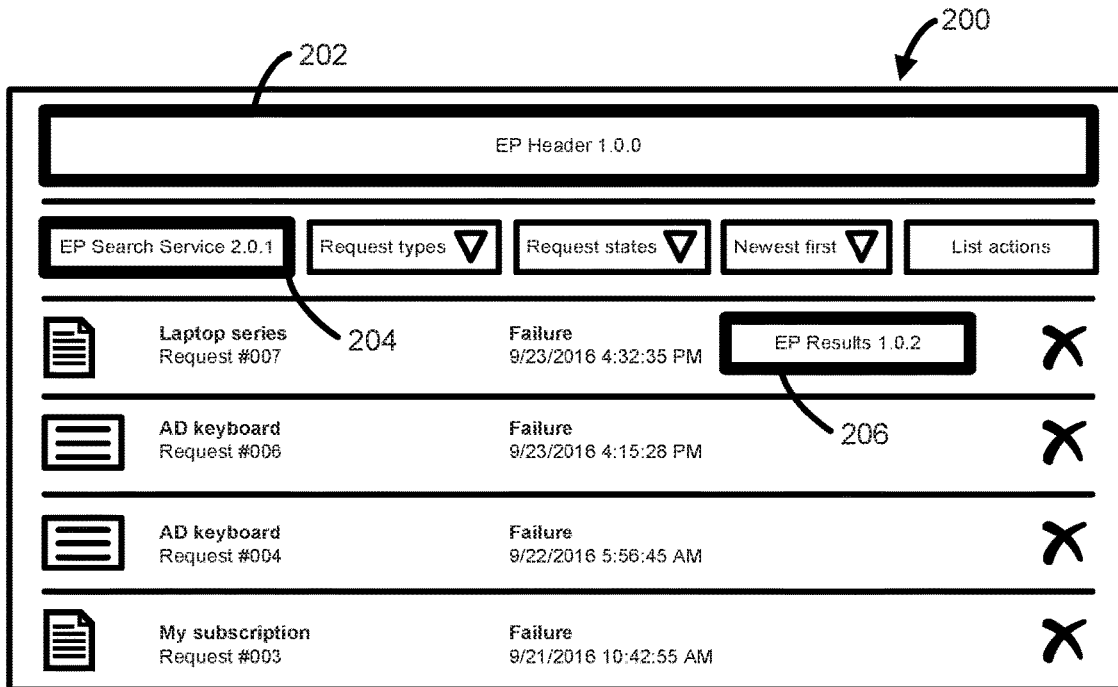 200
202
EP Header 1.0.0
EP Search Service 2.0.1 Request types Request states Newest first List actions
204
Laptop series Failure
Request #007 9/23/2016 4:32:35 PM
EP Results 1.0.2
206
AD keyboard Failure
Request #006 9/23/2016 4:15:28 PM
AD keyboard Failure
Request #004 9/22/2016 5:56:45 AM
My subscription Failure
Request #003 9/21/2016 10:42:55 AM